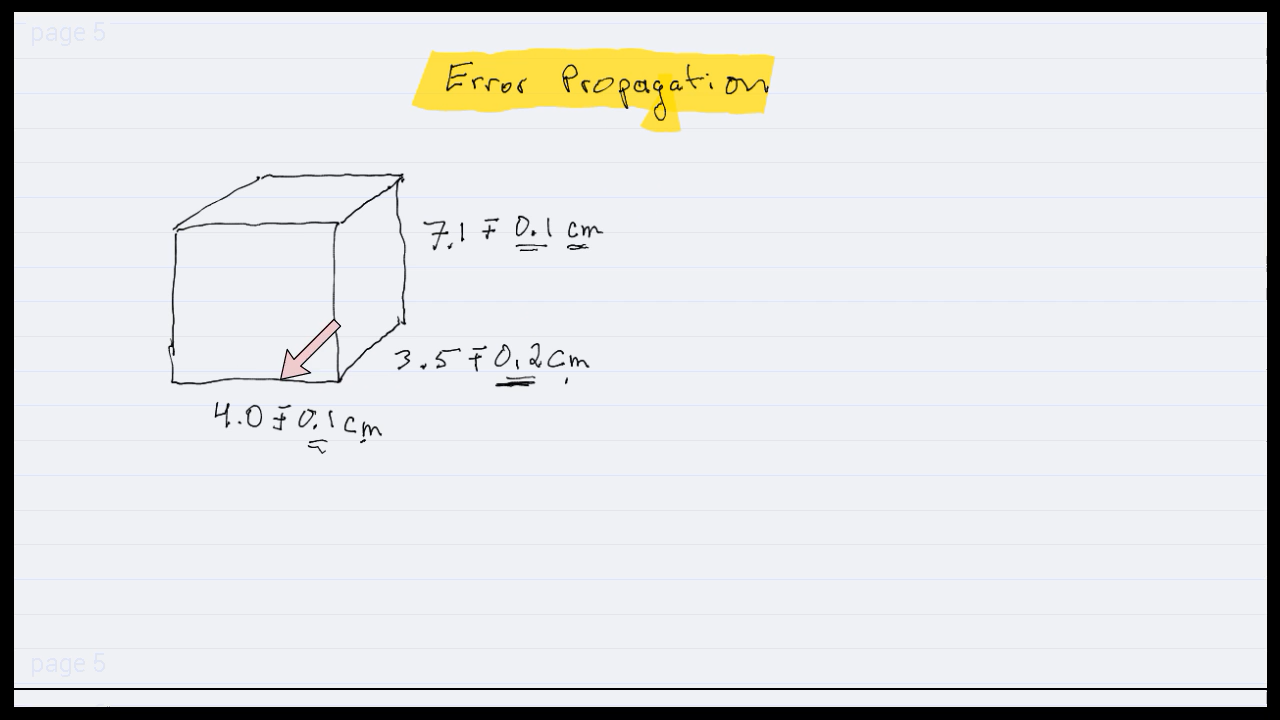 page 5
Error Propagation
7.1 ∓ 0.1 cm
3.5 ∓ 0.2 cm
4.0 ∓ 0.1 cm
page 5